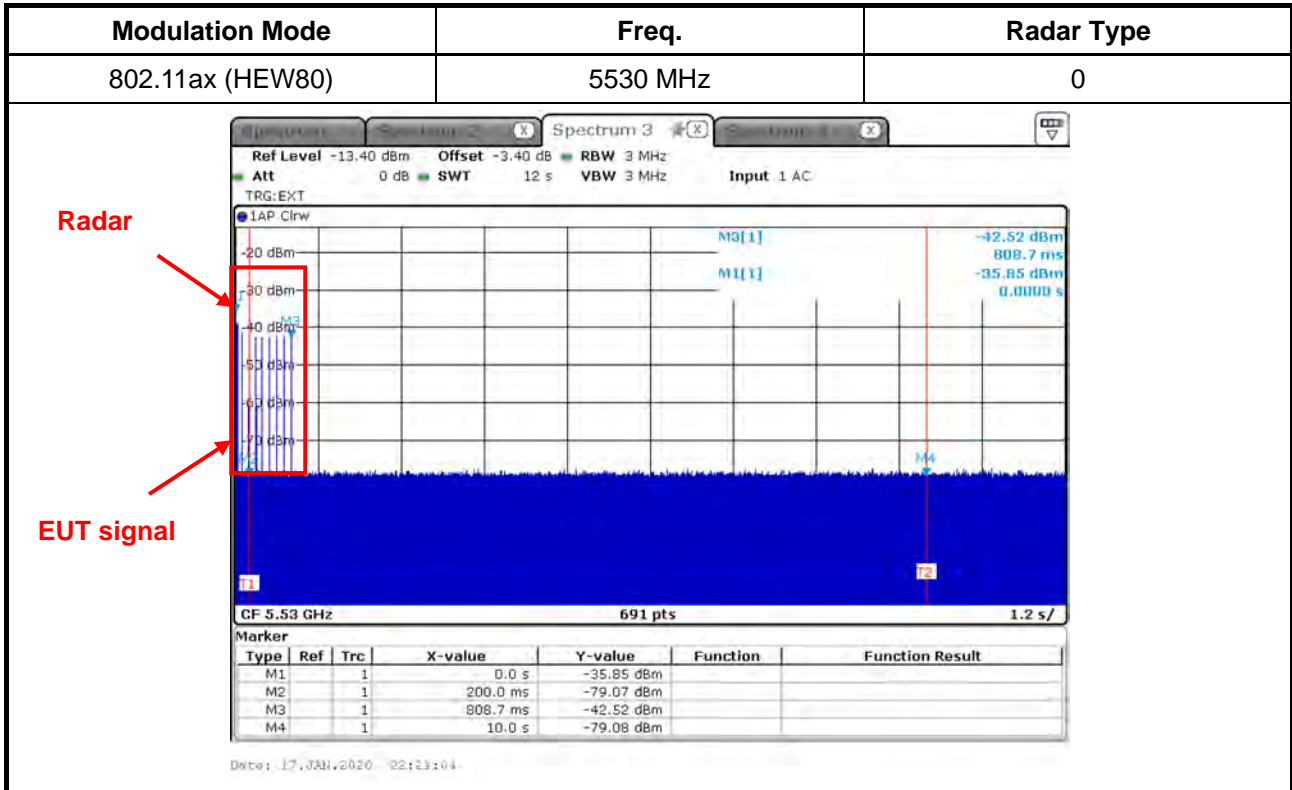 Modulation Mode Freq. Radar Type
802.11ax (HEW80) 5530 MHz 0
Spectrum 3
Ref Level -13.40 dBm Offset -3.40 dB RBW 3 MHz
Att 0 dB SWT 12 s VBW 3 MHz Input 1 AC
TRG:EXT
1AP Clrw
Radar
M3[1] -42.52 dBm
-20 dBm
808.7 ms
M1[1] -35.85 dBm
-30 dBm
0.0000 s
-40 dBm
M3
-50 dBm
-60 dBm
-70 dBm
M4
EUT signal
T1
T2
CF 5.53 GHz 691 pts 1.2 s/
Marker
Type Ref Trc X-value Y-value Function Function Result
M1 1 0.0 s -35.85 dBm
M2 1 200.0 ms -79.07 dBm
M3 1 808.7 ms -42.52 dBm
M4 1 10.0 s -79.08 dBm
Date: 17.JAN.2020 22:23:04